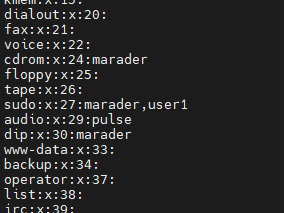 kmem:x:15:
dialout:x:20:
fax:x:21:
voice:x:22:
cdrom:x:24:marader
floppy:x:25:
tape:x:26:
sudo:x:27:marader,user1
audio:x:29:pulse
dip:x:30:marader
www-data:x:33:
backup:x:34:
operator:x:37:
list:x:38:
irc:x:39: